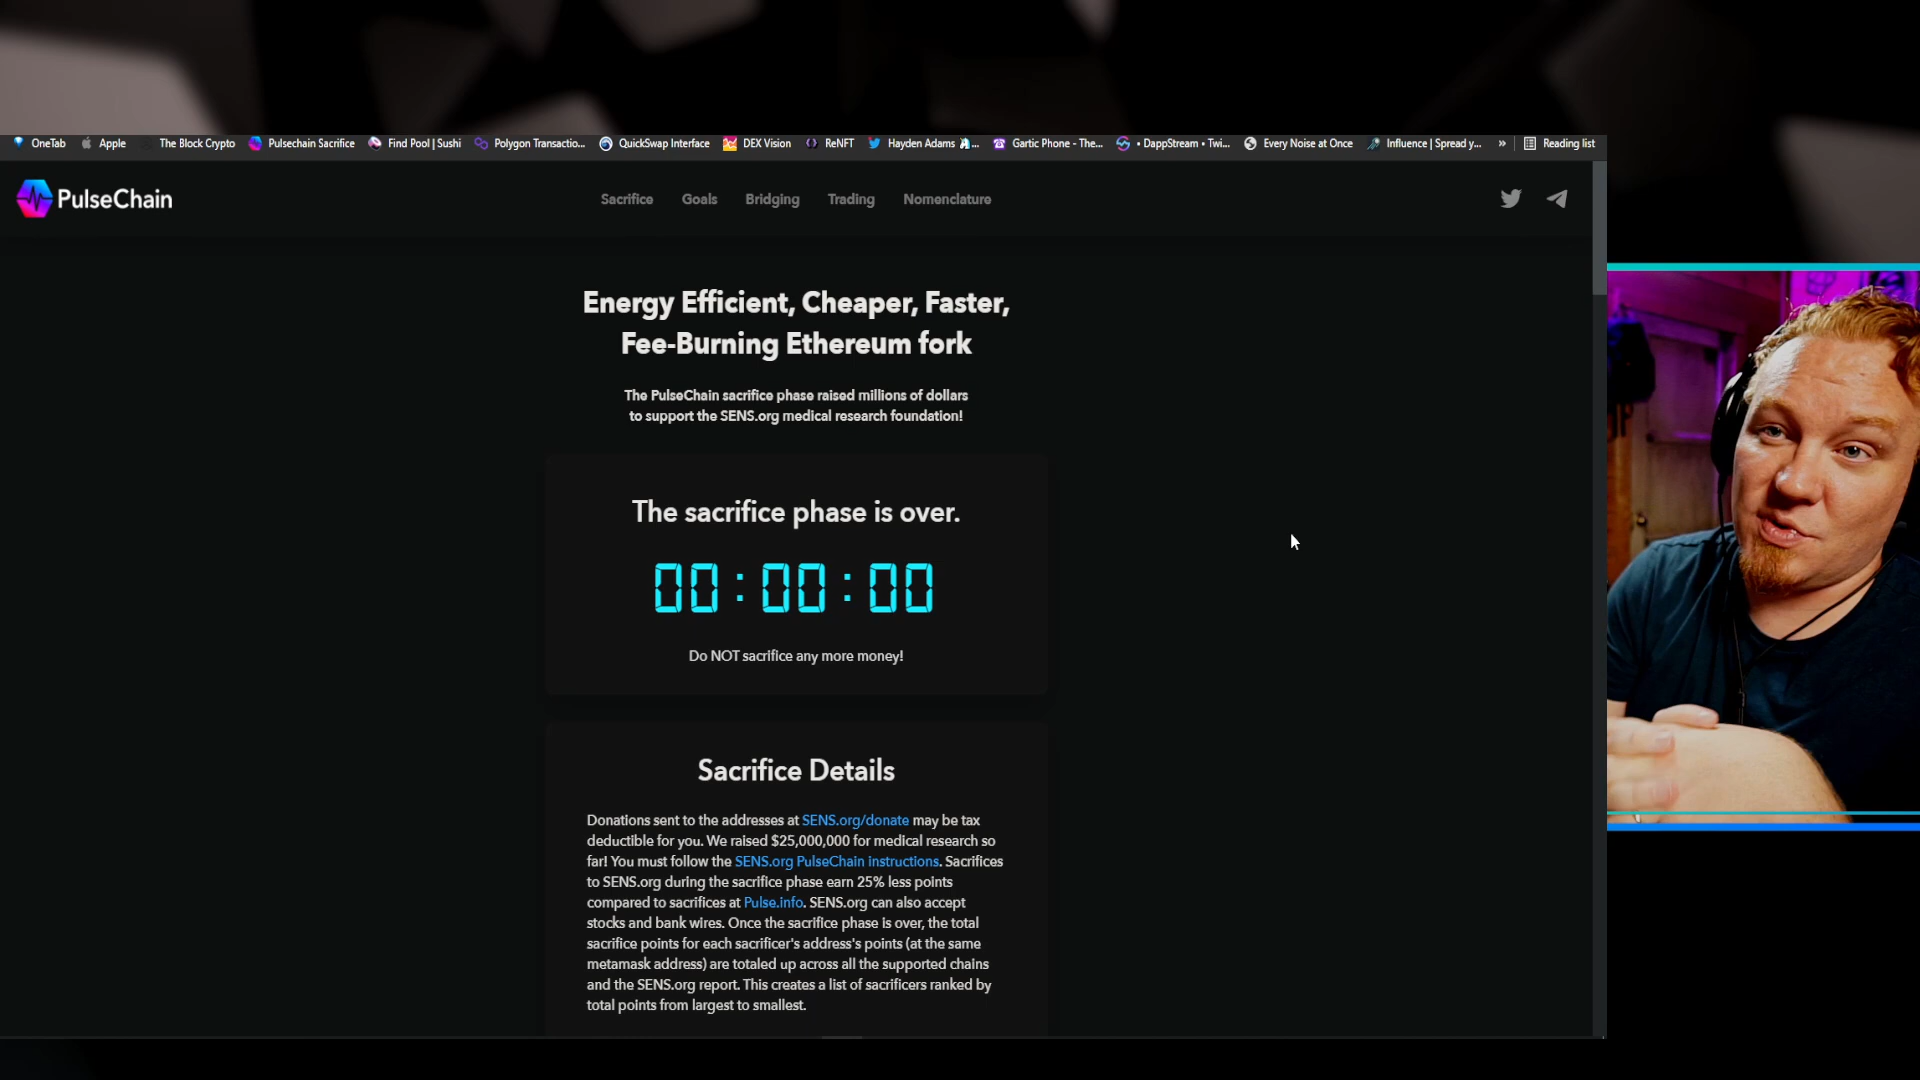 OneTab Apple The Block Crypto Pulsechain Sacrifice Find Pool | Sushi Polygon Transactio... QuickSwap Interface DEX Vision ReNFT Hayden Adams ... Gartic Phone - The... • DappStream • Twi... Every Noise at Once Influence | Spread y... » Reading list
PulseChain Sacrifice Goals Bridging Trading Nomenclature
Energy Efficient, Cheaper, Faster,
Fee-Burning Ethereum fork
The PulseChain sacrifice phase raised millions of dollars
to support the SENS.org medical research foundation!
The sacrifice phase is over.
00:00:00
Do NOT sacrifice any more money!
Sacrifice Details
Donations sent to the addresses at SENS.org/donate may be tax
deductible for you. We raised $25,000,000 for medical research so
far! You must follow the SENS.org PulseChain instructions. Sacrifices
to SENS.org during the sacrifice phase earn 25% less points
compared to sacrifices at Pulse.info. SENS.org can also accept
stocks and bank wires. Once the sacrifice phase is over, the total
sacrifice points for each sacrificer's address's points (at the same
metamask address) are totaled up across all the supported chains
and the SENS.org report. This creates a list of sacrificers ranked by
total points from largest to smallest.